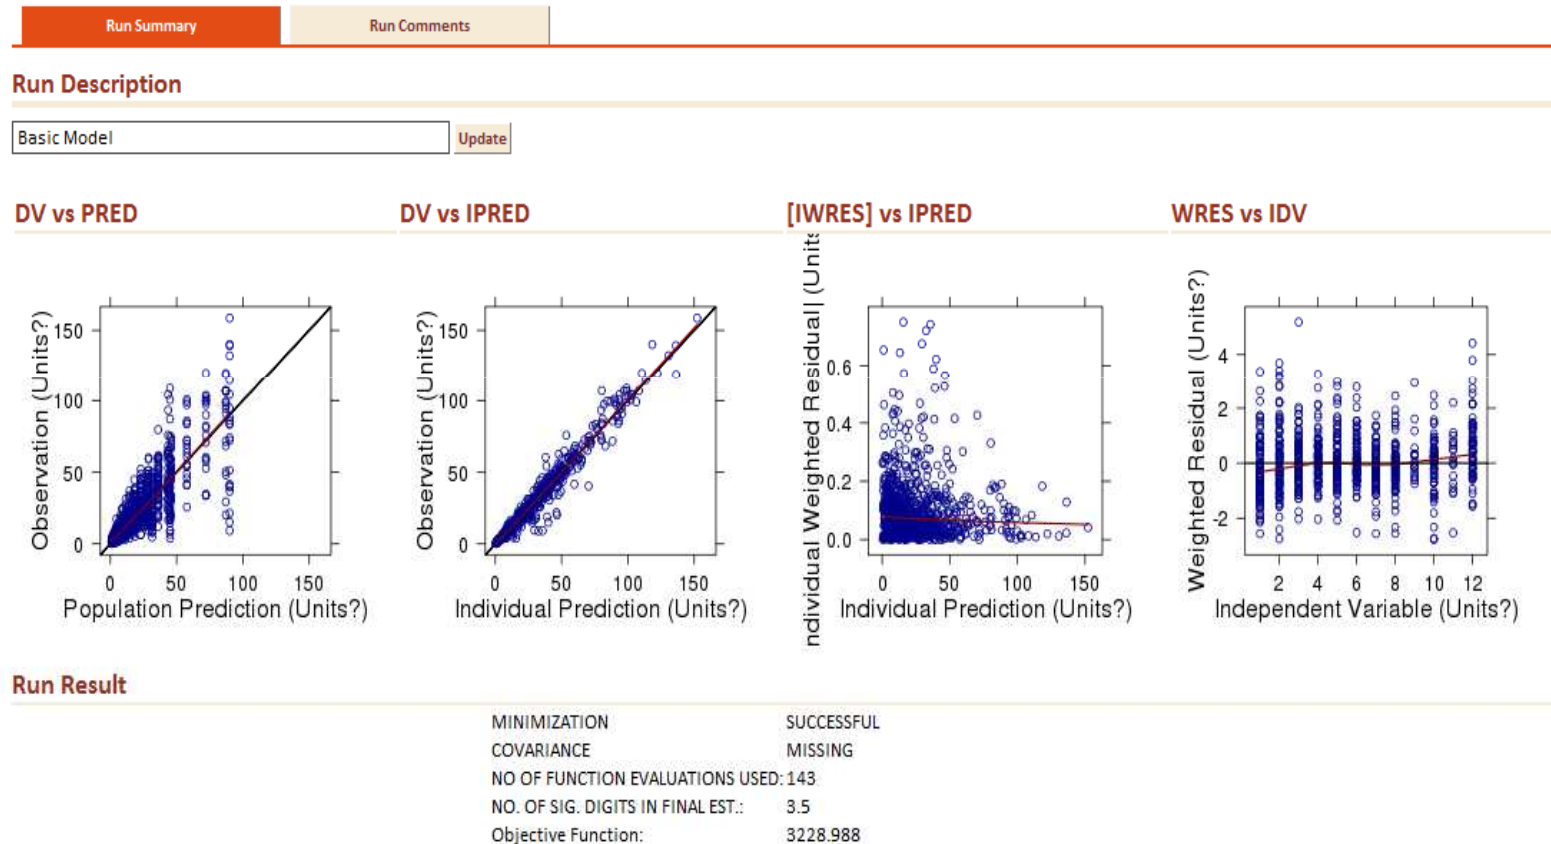 Run Summary
Run Comments
Run Description
Basic Model
Update
DV vs PRED
DV vs IPRED
[IWRES] vs IPRED
WRES vs IDV
Observation (Units?)
150
100
50
0
0 50 100 150
Population Prediction (Units?)
Observation (Units?)
150
100
50
0
0 50 100 150
Individual Prediction (Units?)
ndividual Weighted Residual| (Units
0.6
0.4
0.2
0.0
0 50 100 150
Individual Prediction (Units?)
Weighted Residual (Units?)
4
2
0
-2
2 4 6 8 10 12
Independent Variable (Units?)
Run Result
MINIMIZATION SUCCESSFUL
COVARIANCE MISSING
NO OF FUNCTION EVALUATIONS USED: 143
NO. OF SIG. DIGITS IN FINAL EST.: 3.5
Objective Function: 3228.988